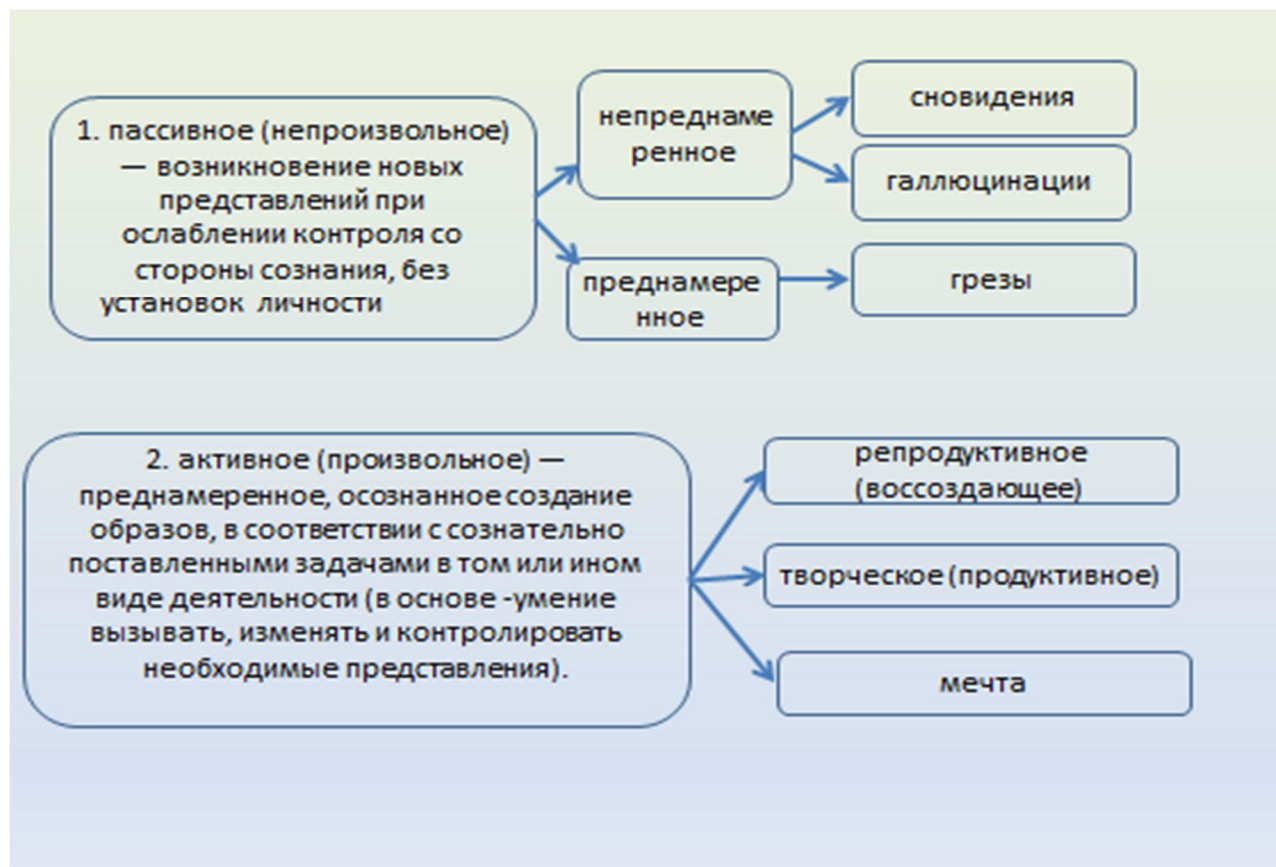 1. пассивное (непроизвольное)
— возникновение новых
представлений при
ослаблении контроля со
стороны сознания, без
установок личности
непреднаме
ренное
сновидения
галлюцинации
преднамере
нное
грезы
2. активное (произвольное) —
преднамеренное, осознанное создание
образов, в соответствии с сознательно
поставленными задачами в том или ином
виде деятельности (в основе -умение
вызывать, изменять и контролировать
необходимые представления).
репродуктивное
(воссоздающее)
творческое (продуктивное)
мечта